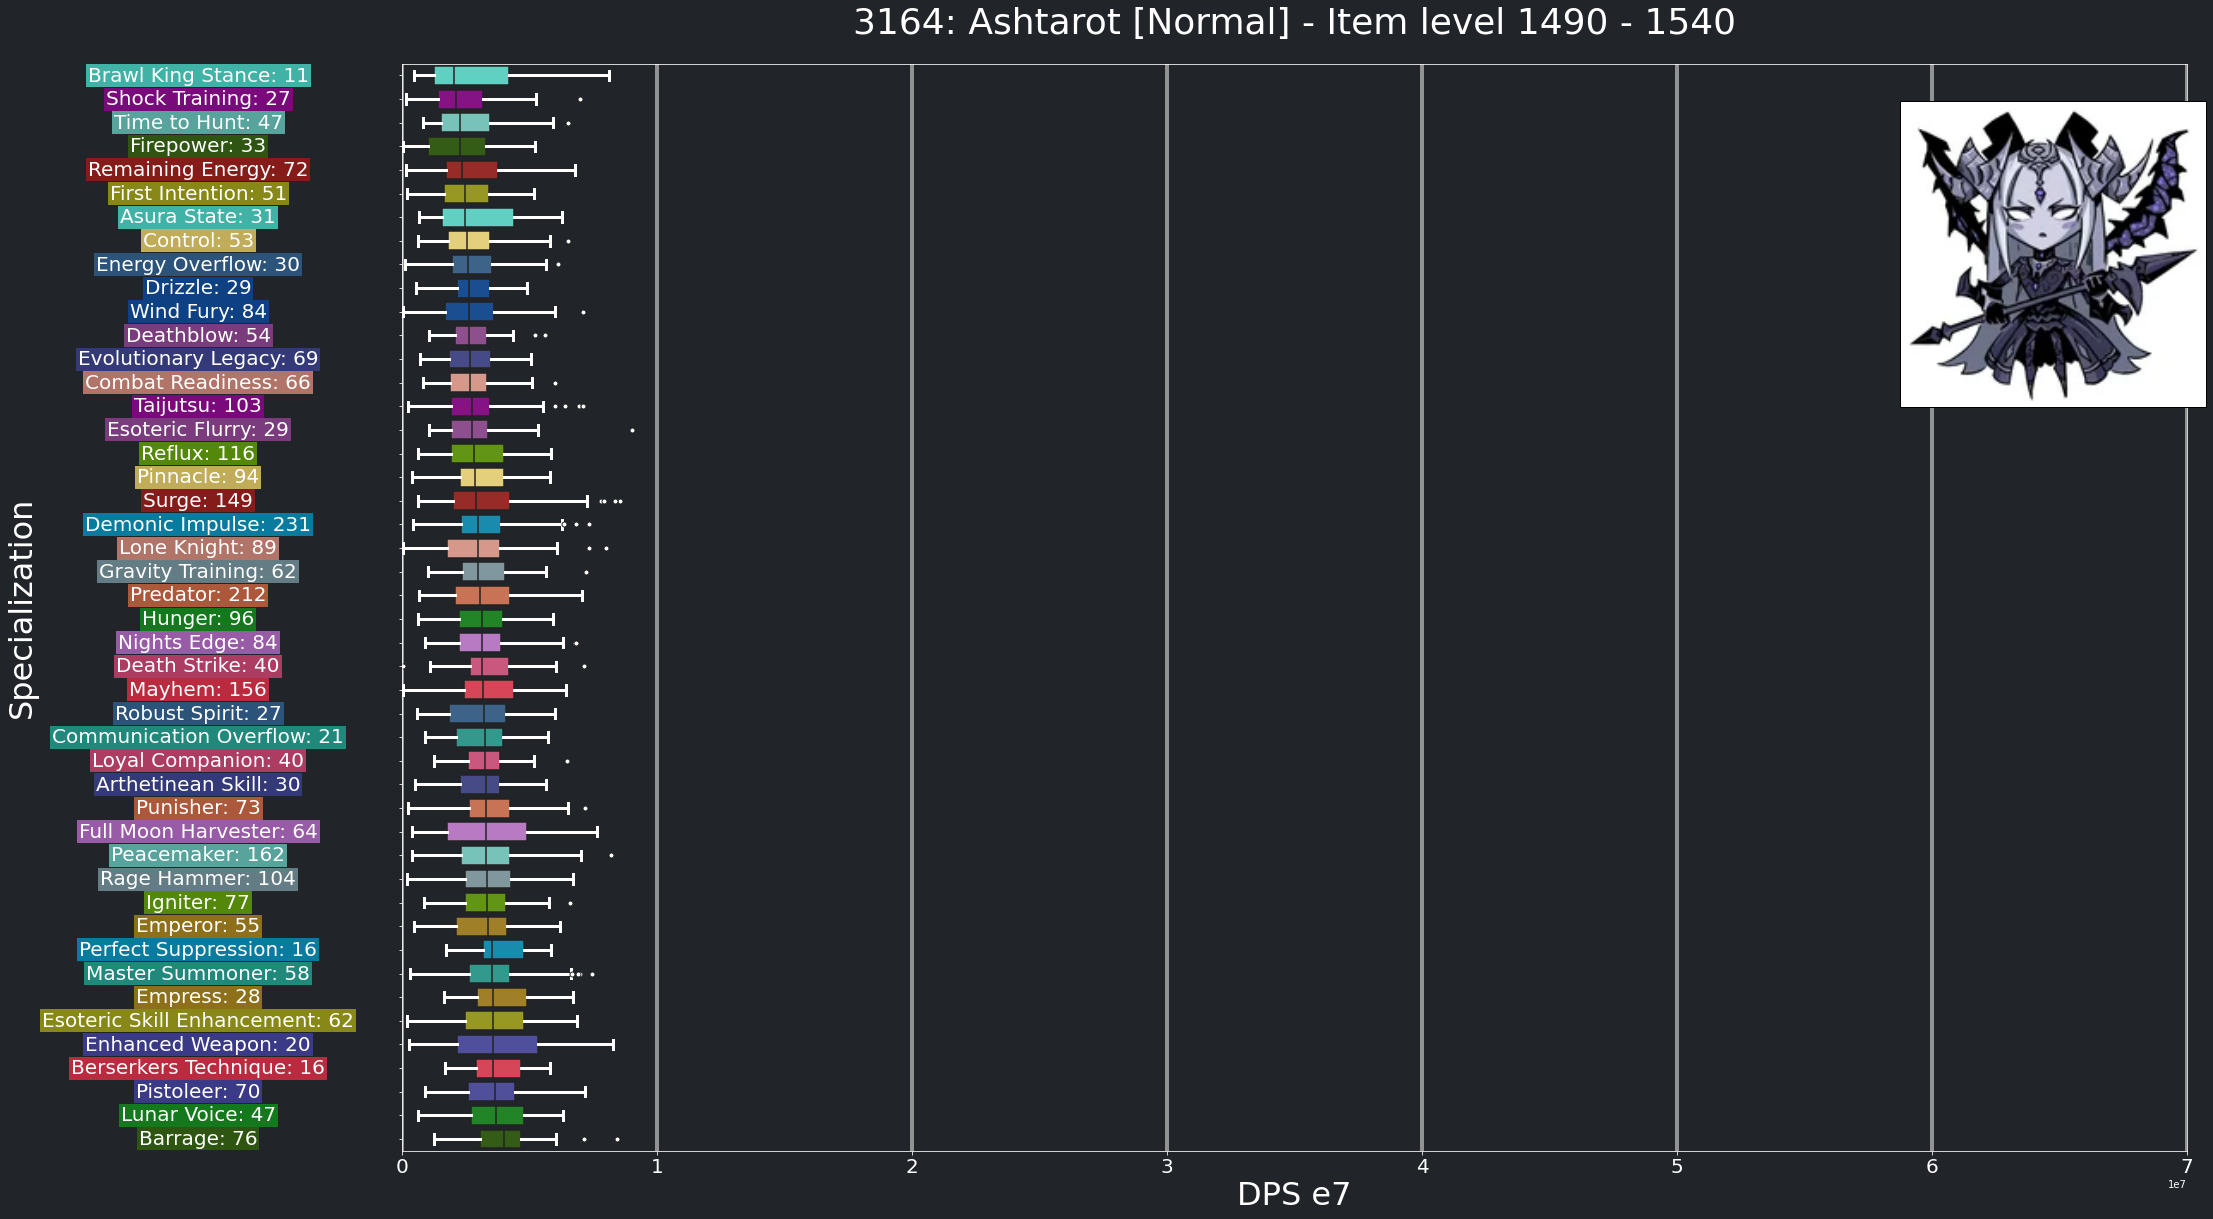 3164: Ashtarot [Normal] - Item level 1490 - 1540
Specialization
Brawl King Stance: 11
Shock Training: 27
Time to Hunt: 47
Firepower: 33
Remaining Energy: 72
First Intention: 51
Asura State: 31
Control: 53
Energy Overflow: 30
Drizzle: 29
Wind Fury: 84
Deathblow: 54
Evolutionary Legacy: 69
Combat Readiness: 66
Taijutsu: 103
Esoteric Flurry: 29
Reflux: 116
Pinnacle: 94
Surge: 149
Demonic Impulse: 231
Lone Knight: 89
Gravity Training: 62
Predator: 212
Hunger: 96
Nights Edge: 84
Death Strike: 40
Mayhem: 156
Robust Spirit: 27
Communication Overflow: 21
Loyal Companion: 40
Arthetinean Skill: 30
Punisher: 73
Full Moon Harvester: 64
Peacemaker: 162
Rage Hammer: 104
Igniter: 77
Emperor: 55
Perfect Suppression: 16
Master Summoner: 58
Empress: 28
Esoteric Skill Enhancement: 62
Enhanced Weapon: 20
Berserkers Technique: 16
Pistoleer: 70
Lunar Voice: 47
Barrage: 76
0 1 2 3 4 5 6 7
1e7
DPS e7